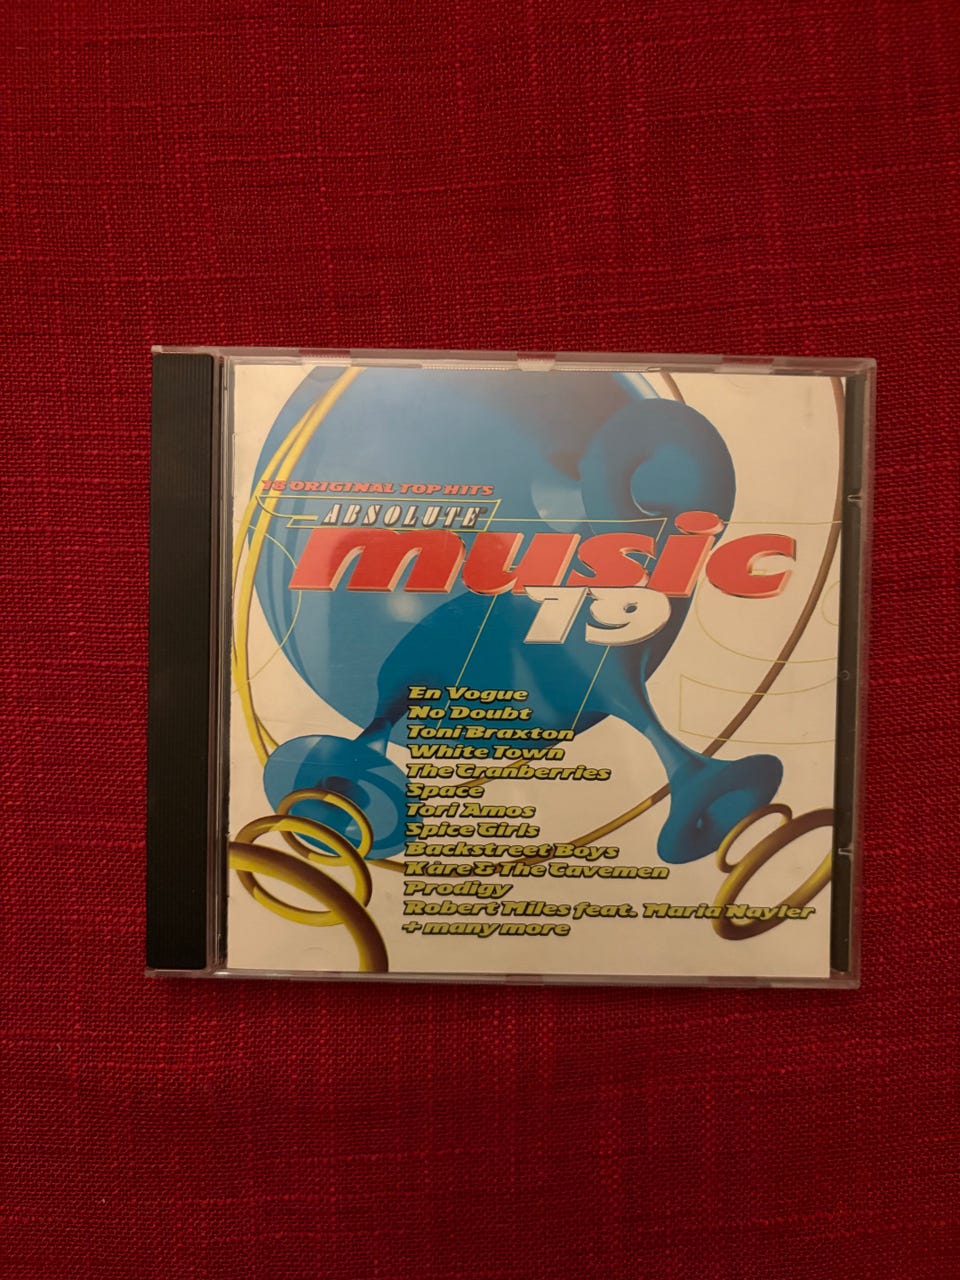 18 ORIGINAL TOP HITS
ABSOLUTE
music
19
En Vogue
No Doubt
Toni Braxton
White Town
The Cranberries
Space
Tori Amos
Spice Girls
Backstreet Boys
Kåre & The Cavemen
Prodigy
Robert Miles feat. Maria Nayler
+ many more